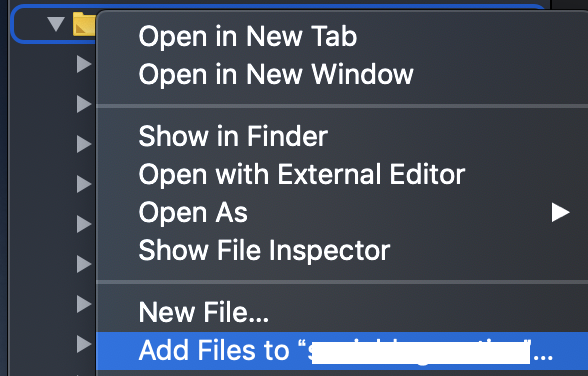 Open in New Tab
Open in New Window
Show in Finder
Open with External Editor
Open As
Show File Inspector
New File...
Add Files to “ ”...